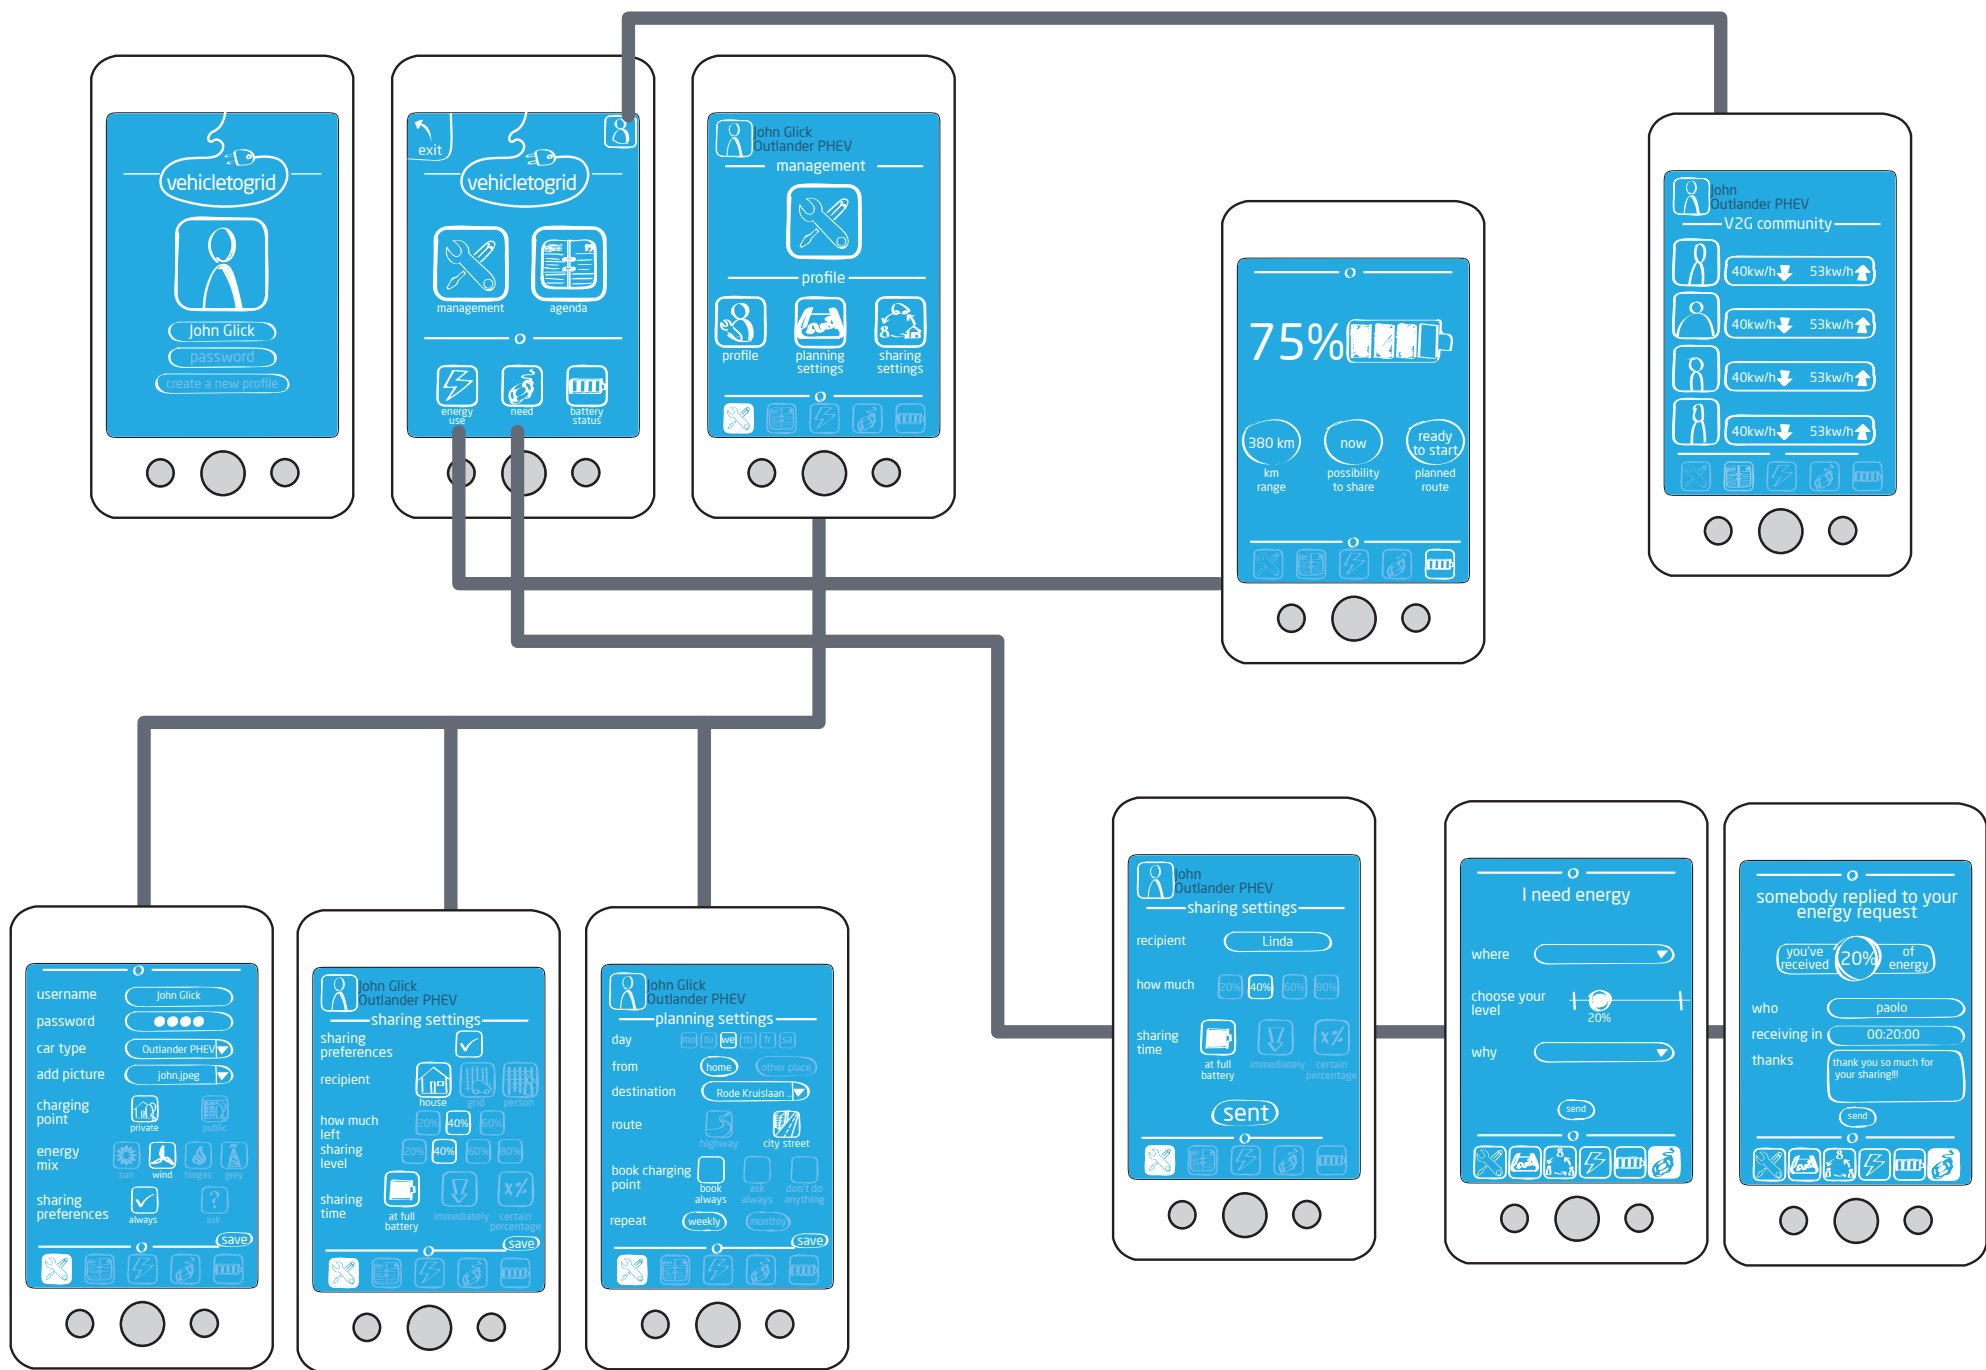 vehicletogrid
John Glick
password
create a new profile
exit
vehicletogrid
management
agenda
energy
use
need
battery
status
John Glick
Outlander PHEV
management
profile
profile
planning
settings
sharing
settings
75%
380 km
now
ready
to start
km
range
possibility
to share
planned
route
John
Outlander PHEV
V2G community
40kw/h 53kw/h
40kw/h 53kw/h
40kw/h 53kw/h
40kw/h 53kw/h
username John Glick
password
car type Outlander PHEV
add picture john.jpeg
charging
point
private public
energy
mix
sun wind biogas grey
sharing
preferences
always ask
save
John Glick
Outlander PHEV
sharing settings
sharing
preferences
recipient
house grid person
how much
left
20% 40% 60%
sharing
level
20% 40% 60% 80%
sharing
time
at full
battery
immediately
certain
percentage
save
John Glick
Outlander PHEV
planning settings
day mo tu we th fr sa
from home other place
destination Rode Kruislaan ..
route
highway city street
book charging
point
book
always
ask
always
don't do
anything
repeat weekly monthly
save
John
Outlander PHEV
sharing settings
recipient Linda
how much 20% 40% 60% 80%
sharing
time
at full
battery
immediately
certain
percentage
sent
I need energy
where
choose your
level
20%
why
send
somebody replied to your
energy request
you've
received
20%
of
energy
who paolo
receiving in 00:20:00
thanks
thank you so much for
your sharing!!!
send